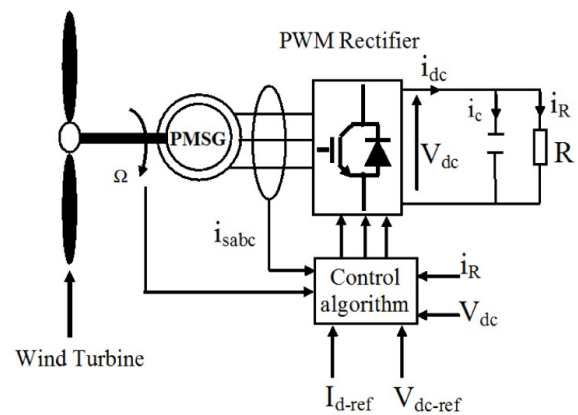 PWM Rectifier
i_dc
i_c
i_R
PMSG
V_dc
R
Ω
i_sabc
Control
algorithm
i_R
V_dc
Wind Turbine
I_d-ref
V_dc-ref